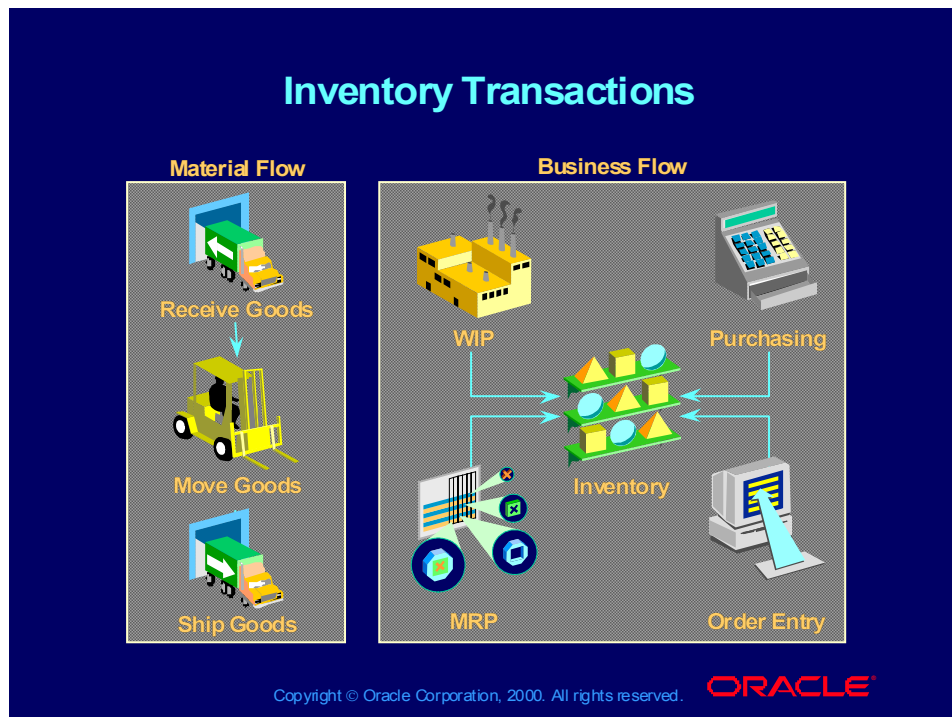 Inventory Transactions
Material Flow
Receive Goods
Move Goods
Ship Goods
Business Flow
WIP
Purchasing
Inventory
MRP
Order Entry
Copyright © Oracle Corporation, 2000. All rights reserved.
ORACLE®